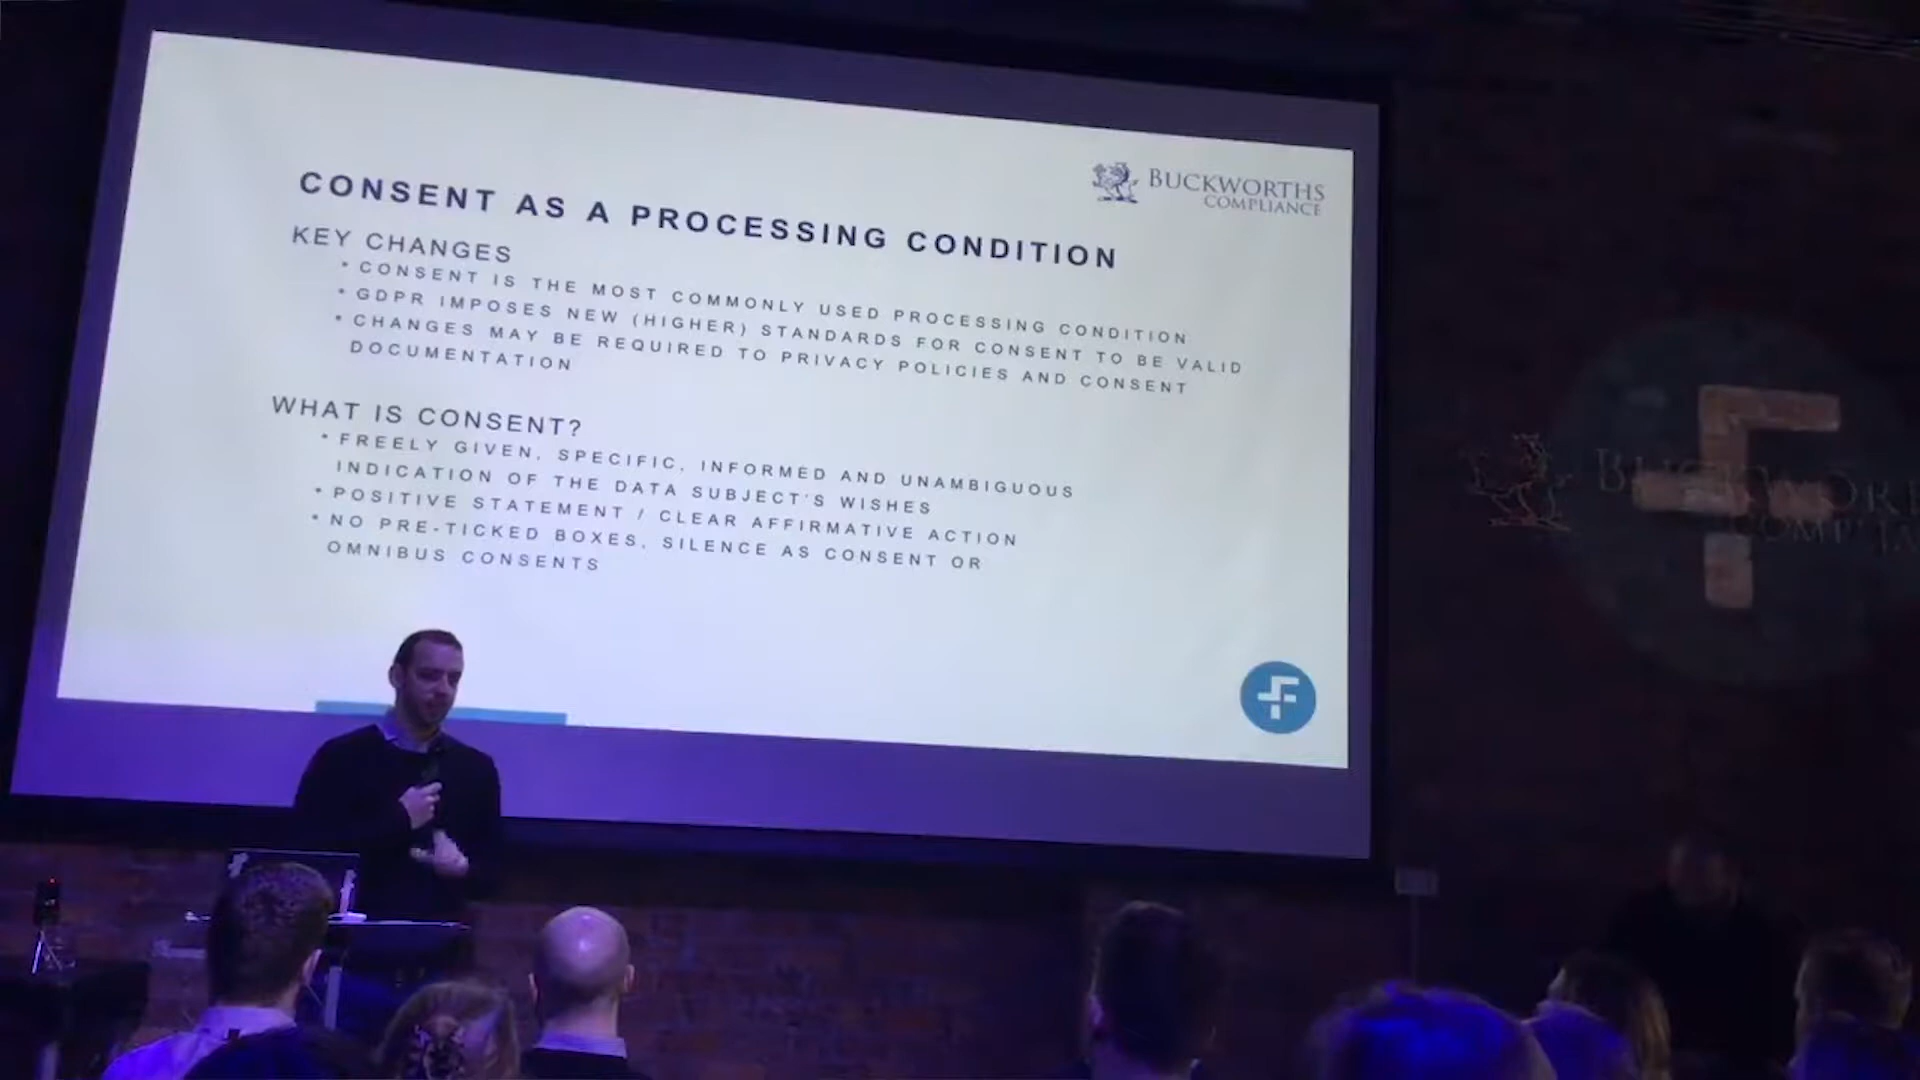 BUCKWORTHS
COMPLIANCE
CONSENT AS A PROCESSING CONDITION
KEY CHANGES
* CONSENT IS THE MOST COMMONLY USED PROCESSING CONDITION
* GDPR IMPOSES NEW (HIGHER) STANDARDS FOR CONSENT TO BE VALID
* CHANGES MAY BE REQUIRED TO PRIVACY POLICIES AND CONSENT
DOCUMENTATION
WHAT IS CONSENT?
* FREELY GIVEN, SPECIFIC, INFORMED AND UNAMBIGUOUS
INDICATION OF THE DATA SUBJECT'S WISHES
* POSITIVE STATEMENT / CLEAR AFFIRMATIVE ACTION
* NO PRE-TICKED BOXES, SILENCE AS CONSENT OR
OMNIBUS CONSENTS